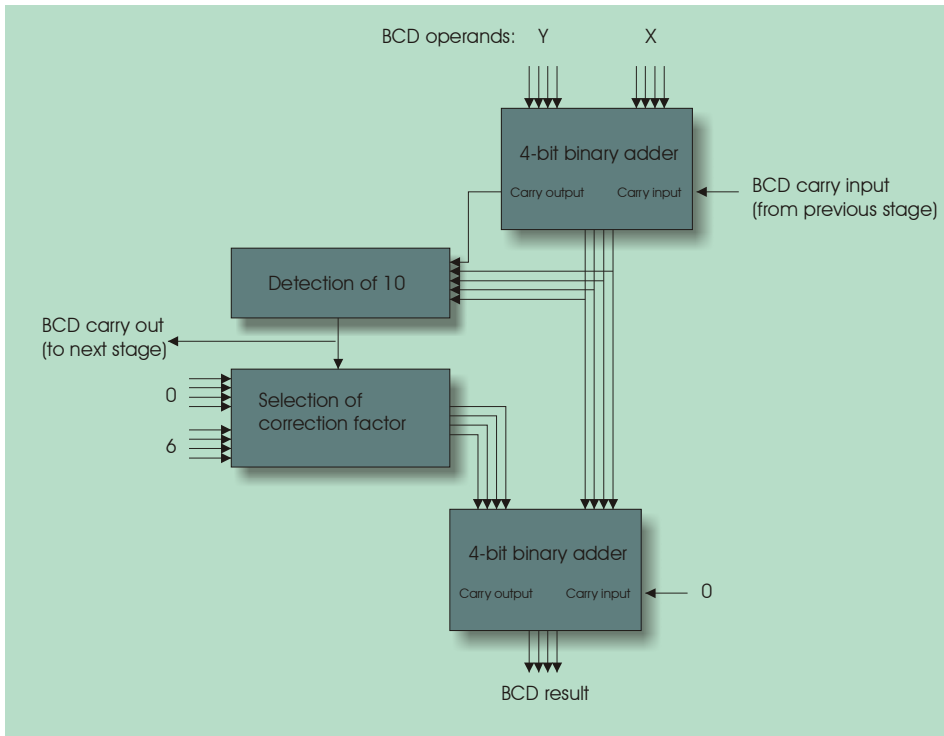 BCD operands: Y X
4-bit binary adder
Carry output Carry input
BCD carry input
(from previous stage)
Detection of 10
BCD carry out
(to next stage)
0
Selection of
correction factor
6
4-bit binary adder
Carry output Carry input
0
BCD result